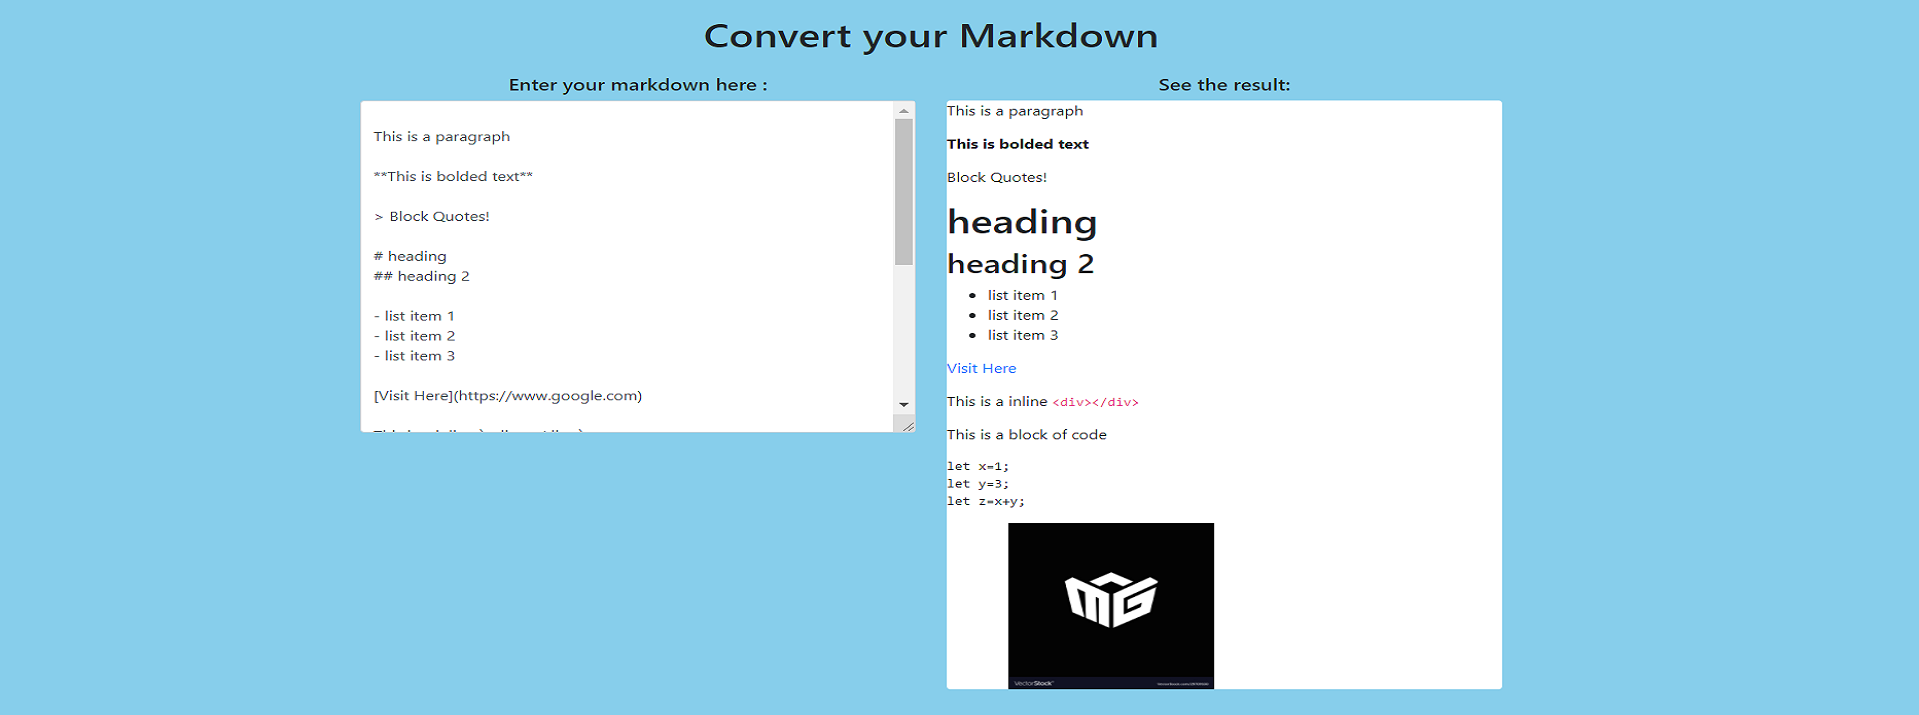 Convert your Markdown
Enter your markdown here :
This is a paragraph
**This is bolded text**
> Block Quotes!
# heading
## heading 2
- list item 1
- list item 2
- list item 3
[Visit Here](https://www.google.com)
See the result:
This is a paragraph
This is bolded text
Block Quotes!
heading
heading 2
• list item 1
• list item 2
• list item 3
Visit Here
This is a inline <div></div>
This is a block of code
let x=1;
let y=3;
let z=x+y;
MG
VectorStock